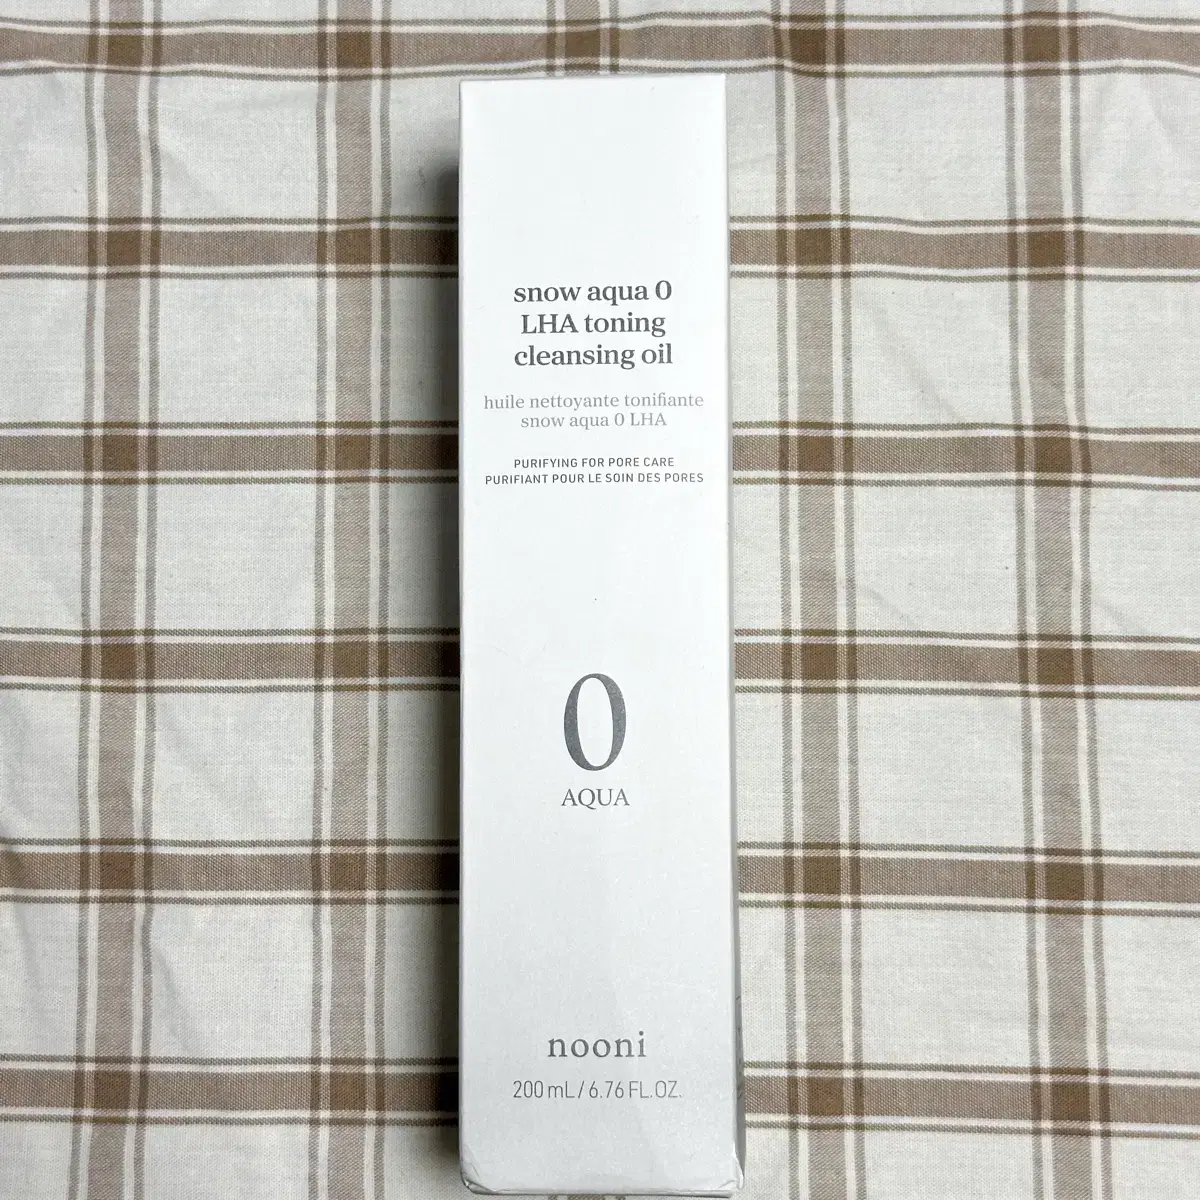 snow aqua 0
LHA toning
cleansing oil
huile nettoyante tonifiante
snow aqua 0 LHA
PURIFYING FOR PORE CARE
PURIFIANT POUR LE SOIN DES PORES
0
AQUA
nooni
200 mL / 6.76 FL. OZ.